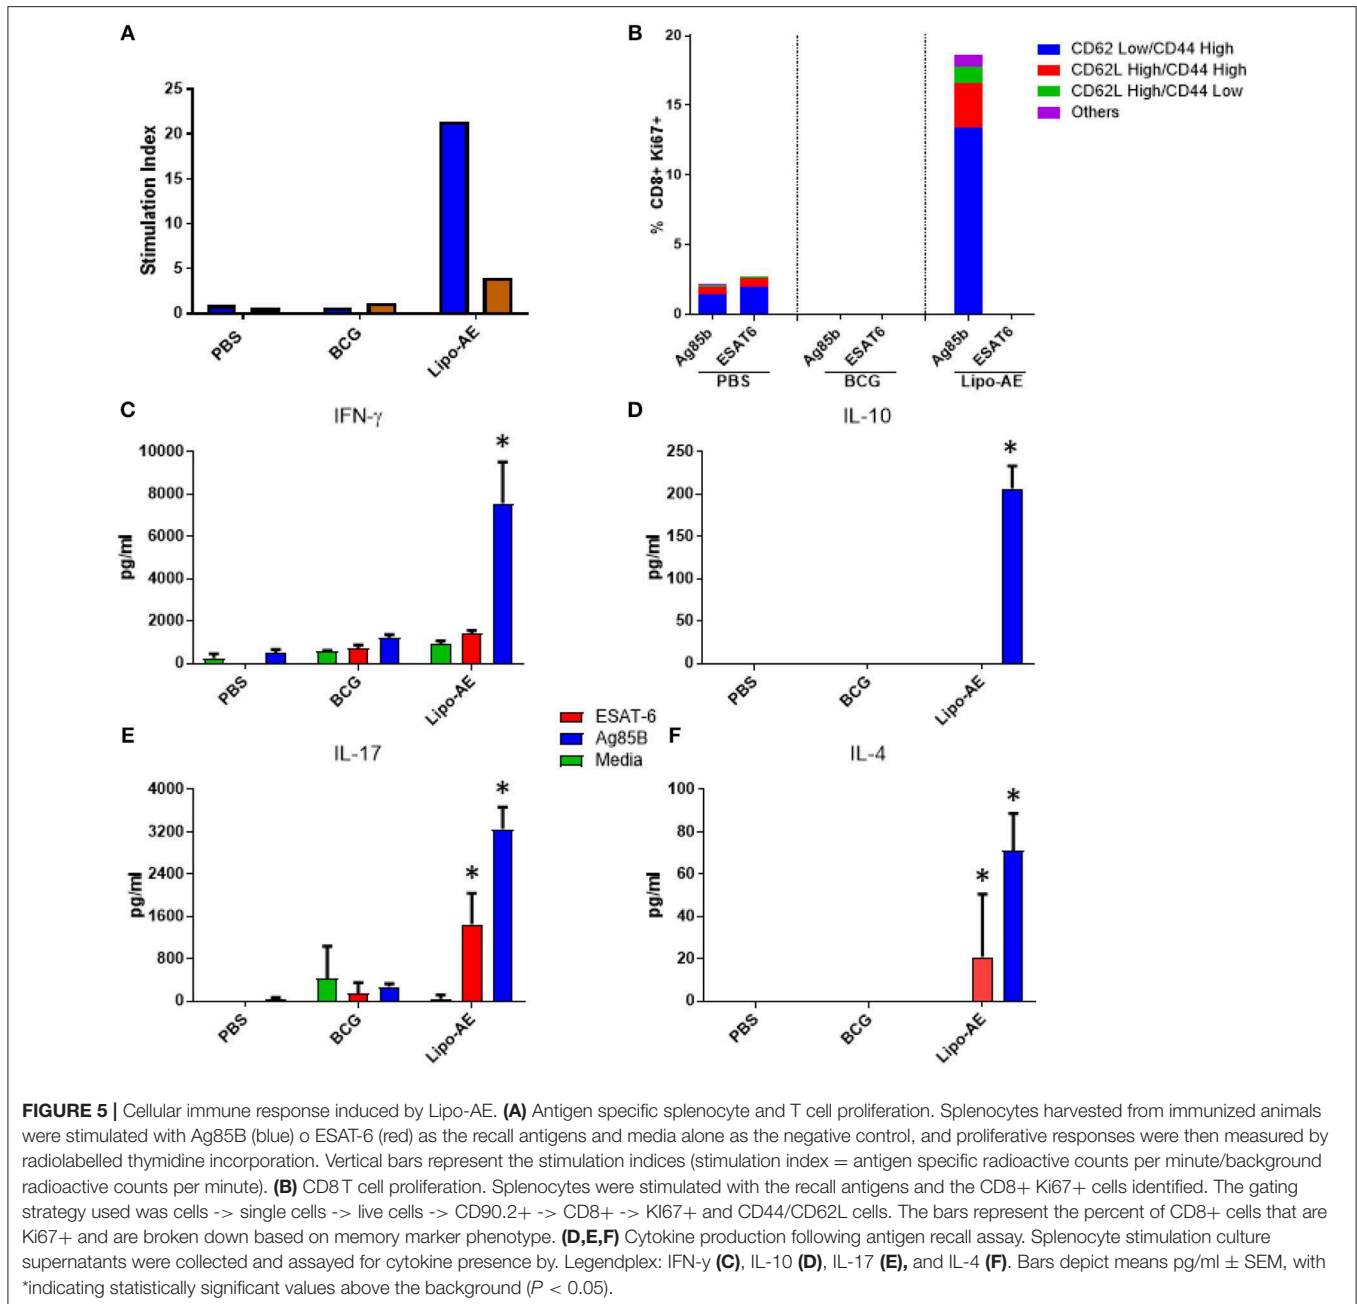 A
25
20
15
10
5
0
Stimulation Index
PBS
BCG
Lipo-AE
B
20
15
10
5
0
% CD8+ Ki67+
Ag85b
ESAT6
Ag85b
ESAT6
Ag85b
ESAT6
PBS
BCG
Lipo-AE
CD62 Low/CD44 High
CD62L High/CD44 High
CD62L High/CD44 Low
Others
C
IFN-γ
10000
8000
6000
4000
2000
0
pg/ml
*
PBS
BCG
Lipo-AE
D
IL-10
250
200
150
100
50
0
pg/ml
*
PBS
BCG
Lipo-AE
ESAT-6
Ag85B
Media
E
IL-17
4000
3200
2400
1600
800
0
pg/ml
*
*
PBS
BCG
Lipo-AE
F
IL-4
100
80
60
40
20
0
pg/ml
*
*
PBS
BCG
Lipo-AE
FIGURE 5 | Cellular immune response induced by Lipo-AE. (A) Antigen specific splenocyte and T cell proliferation. Splenocytes harvested from immunized animals
were stimulated with Ag85B (blue) o ESAT-6 (red) as the recall antigens and media alone as the negative control, and proliferative responses were then measured by
radiolabelled thymidine incorporation. Vertical bars represent the stimulation indices (stimulation index = antigen specific radioactive counts per minute/background
radioactive counts per minute). (B) CD8 T cell proliferation. Splenocytes were stimulated with the recall antigens and the CD8+ Ki67+ cells identified. The gating
strategy used was cells -> single cells -> live cells -> CD90.2+ -> CD8+ -> KI67+ and CD44/CD62L cells. The bars represent the percent of CD8+ cells that are
Ki67+ and are broken down based on memory marker phenotype. (D,E,F) Cytokine production following antigen recall assay. Splenocyte stimulation culture
supernatants were collected and assayed for cytokine presence by. Legendplex: IFN-y (C), IL-10 (D), IL-17 (E), and IL-4 (F). Bars depict means pg/ml ± SEM, with
*indicating statistically significant values above the background (P < 0.05).